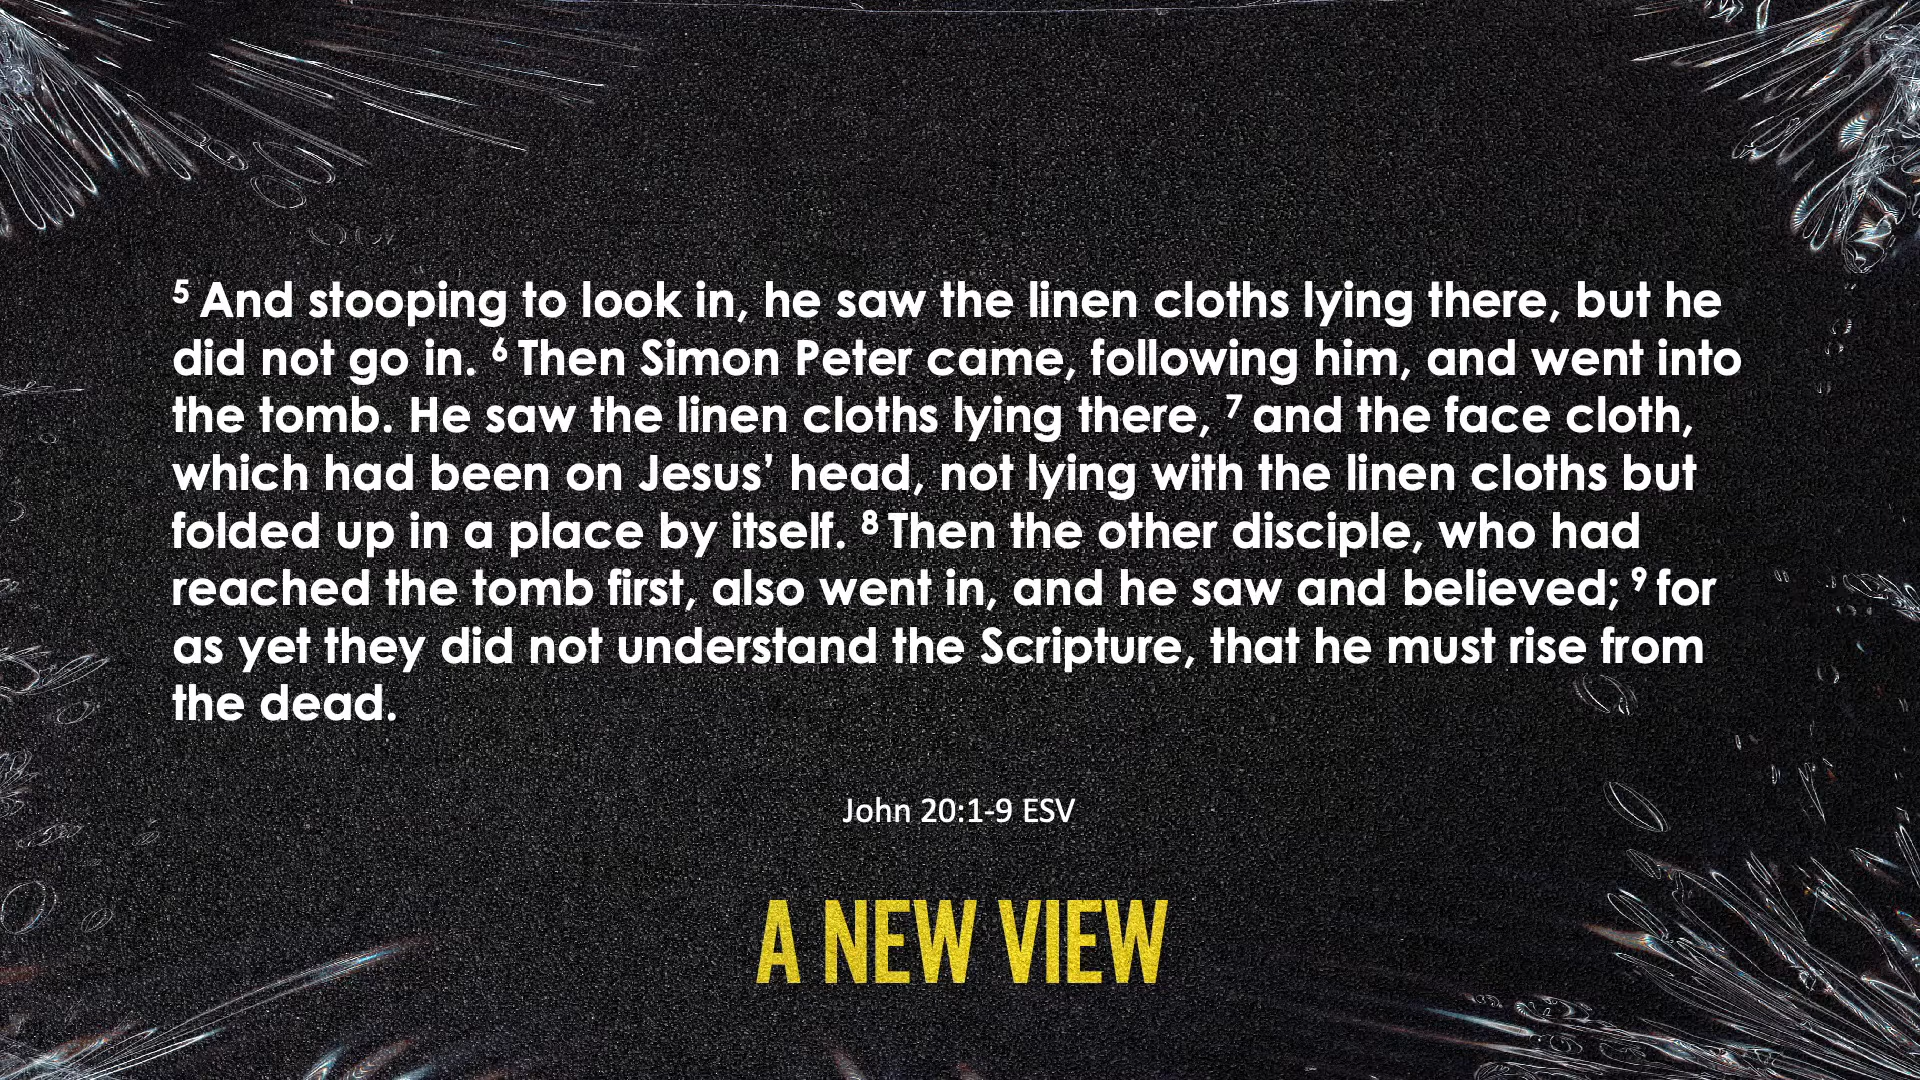 5 And stooping to look in, he saw the linen cloths lying there, but he
did not go in. 6 Then Simon Peter came, following him, and went into
the tomb. He saw the linen cloths lying there, 7 and the face cloth,
which had been on Jesus’ head, not lying with the linen cloths but
folded up in a place by itself. 8 Then the other disciple, who had
reached the tomb first, also went in, and he saw and believed; 9 for
as yet they did not understand the Scripture, that he must rise from
the dead.
John 20:1-9 ESV
A NEW VIEW